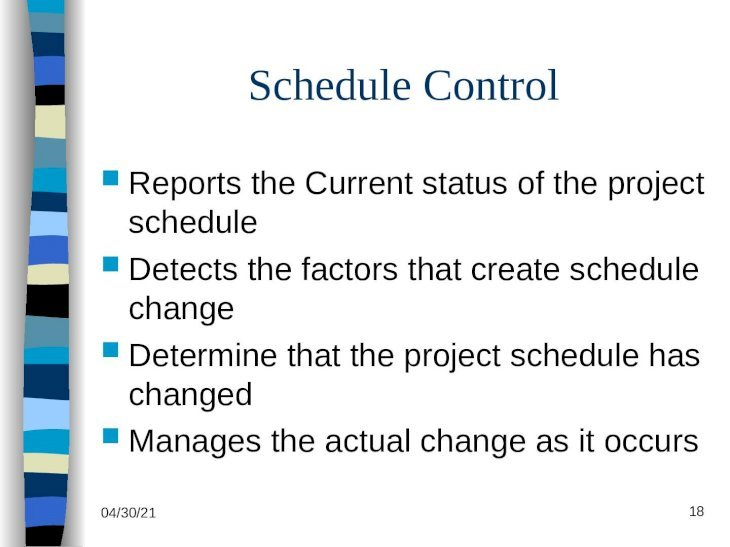 Schedule Control
Reports the Current status of the project
schedule
Detects the factors that create schedule
change
Determine that the project schedule has
changed
Manages the actual change as it occurs
04/30/21
18